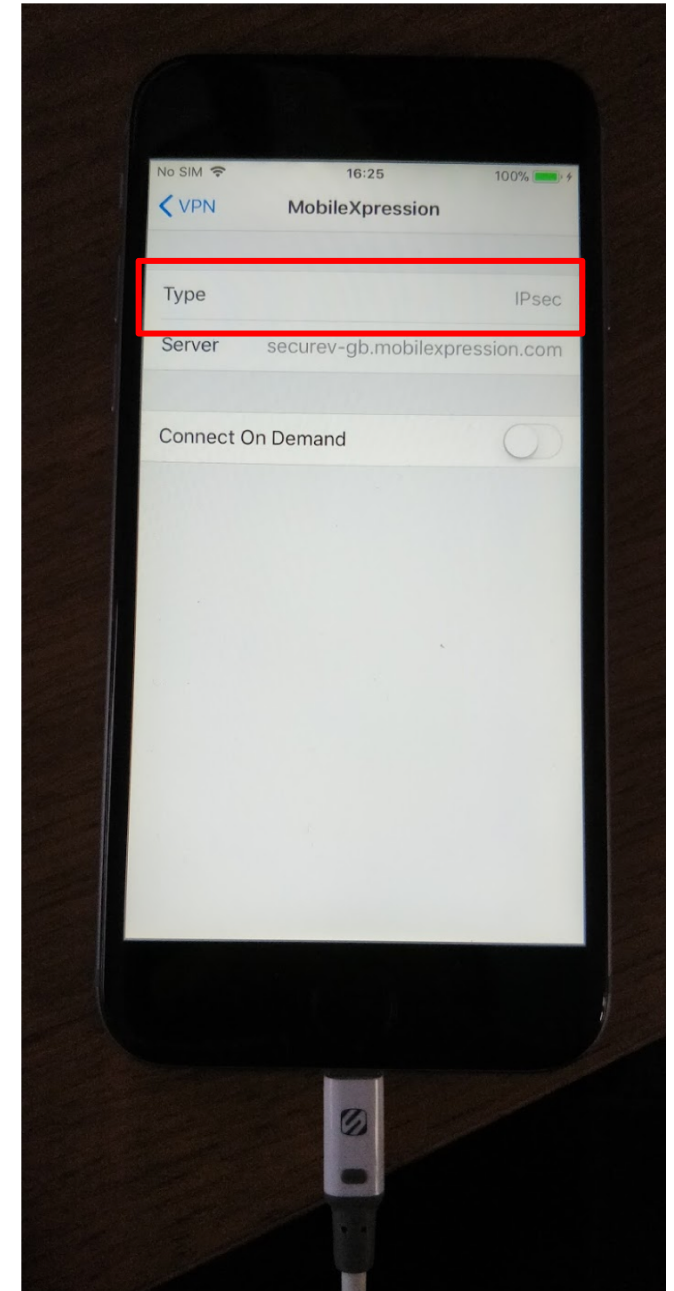 No SIM 16:25 100%
VPN MobileXpression
Type IPsec
Server securev-gb.mobilexpression.com
Connect On Demand